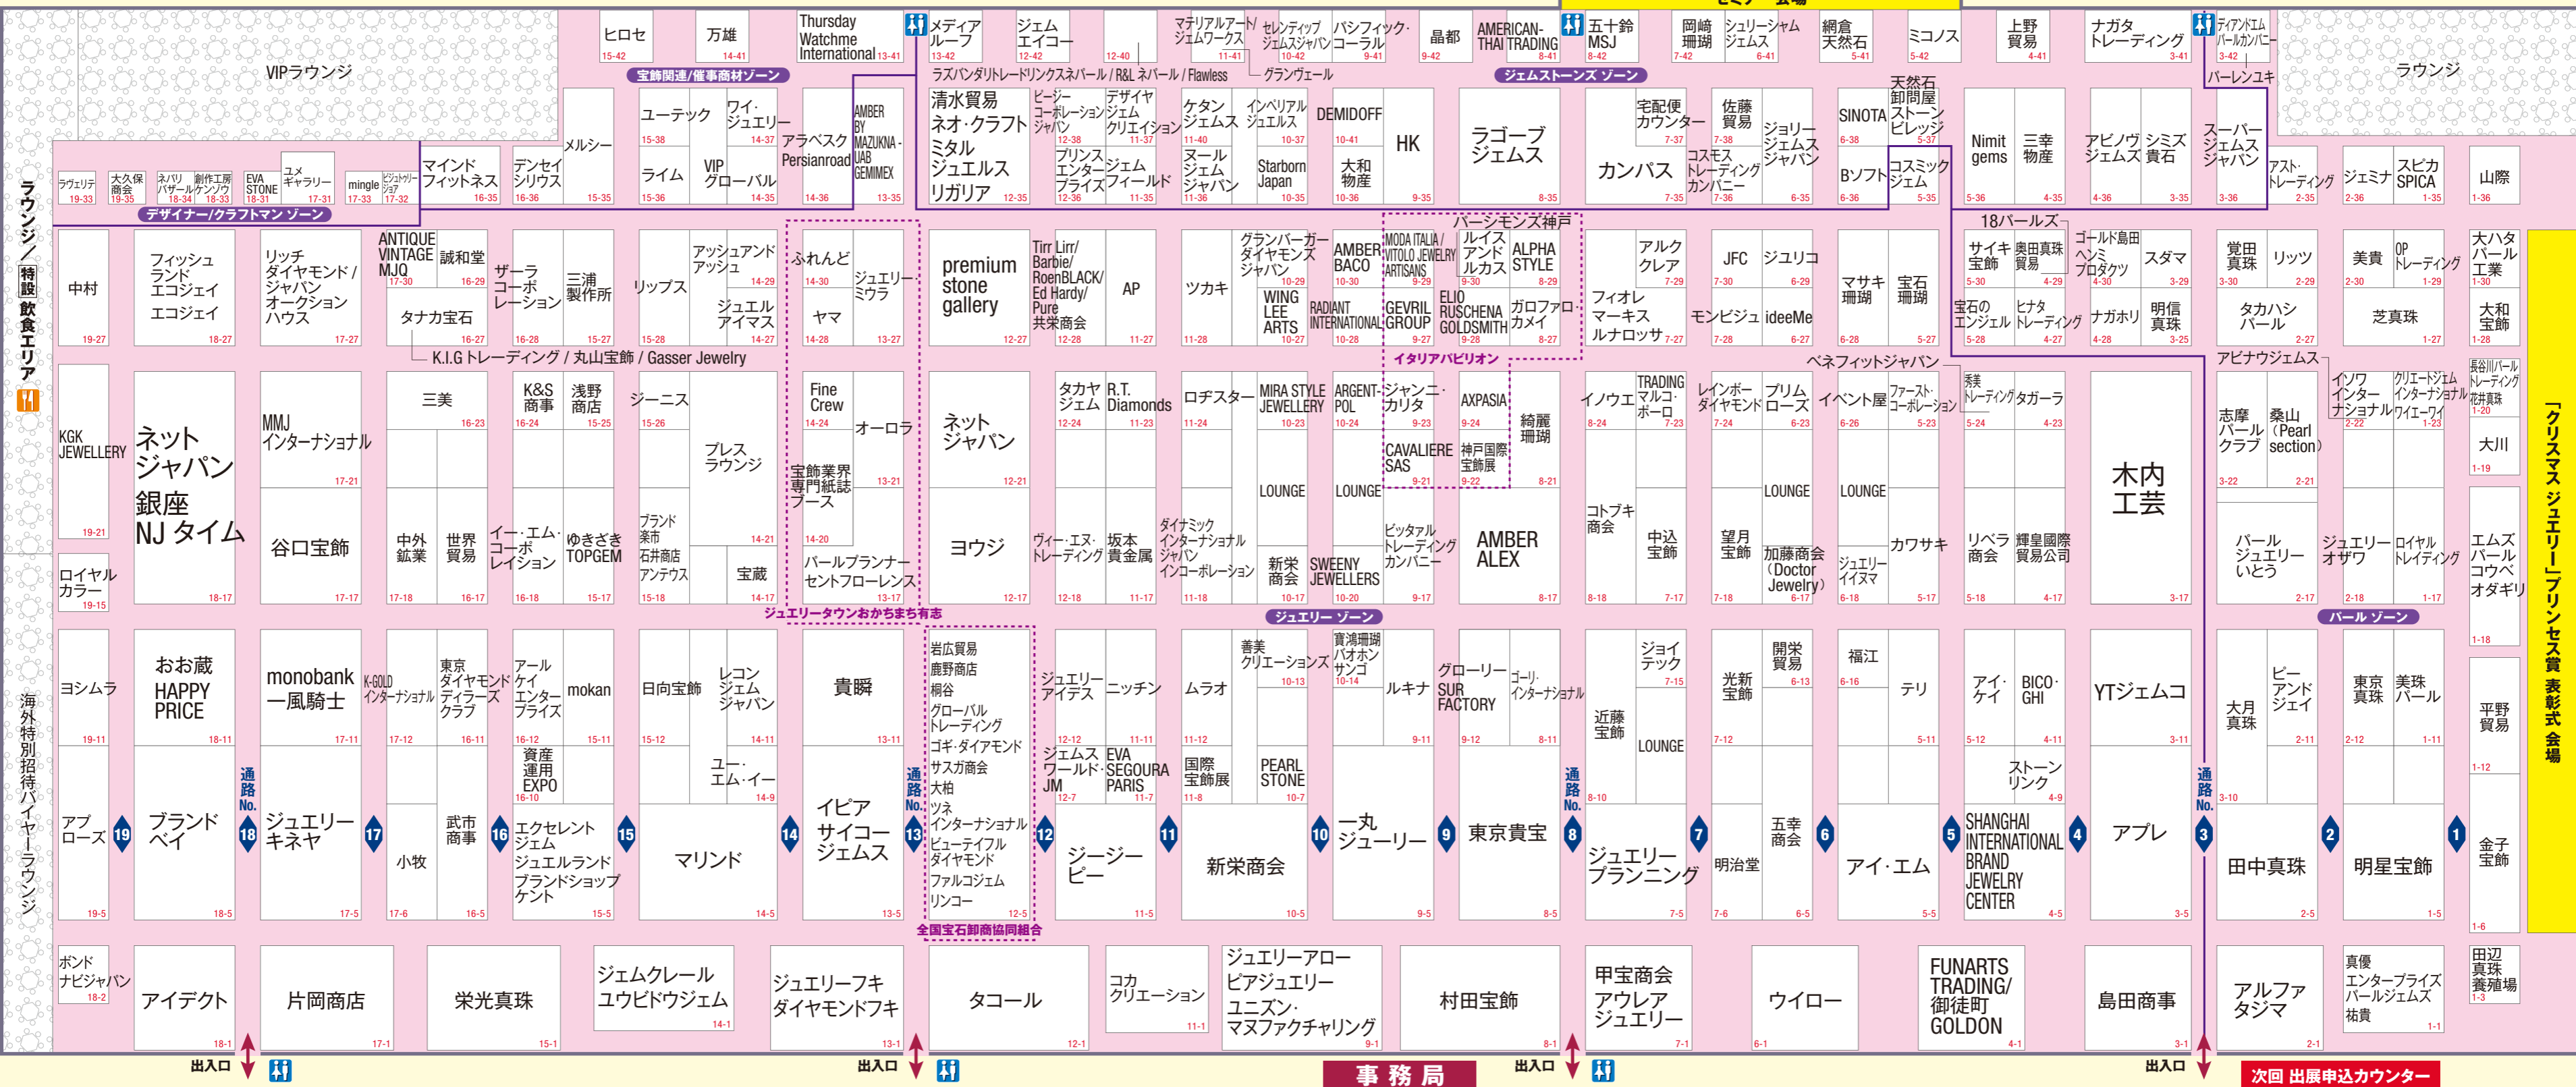 セミナー会場
VIPラウンジ
ヒロセ
15-42
万雄
14-41
Thursday
Watchme
International 13-41
メディア
ループ
13-42
ジェム
エイコー
12-42
12-40
マテリアルアート/
ジェムワークス
11-41
セレンディップ
ジェムスジャパン
10-42
パシフィック・
コーラル
9-41
晶都
9-42
AMERICAN-
THAI TRADING
8-41
五十鈴
MSJ
8-42
岡﨑
珊瑚
7-42
シュリーシャム
ジェムス
6-41
網倉
天然石
5-41
ミコノス
5-42
上野
貿易
4-41
ナガタ
トレーディング
3-41
ディアンドエム
パールカンパニー
3-42
パーレンユキ
ラウンジ
宝飾関連/催事商材ゾーン
ラズバンダリトレードリンクスネパール / R&L ネパール / Flawless
グランヴェール
ジェムストーンズ ゾーン
メルシー
15-35
ユーテック
15-38
ワイ・
ジュエリー
14-37
ライム
15-36
VIP
グローバル
14-35
アラベスク
Persianroad
14-36
AMBER
BY
MAZUKNA -
UAB
GEMIMEX
13-35
清水貿易
ネオ・クラフト
ミタル
ジュエルス
リガリア
12-35
ビージー
コーポレーション
ジャパン
12-38
デザイヤ
ジェム
クリエイション
11-37
プリンス
エンター
プライズ
12-36
ジェム
フィールド
11-35
ケタン
ジェムス
11-40
インペリアル
ジュエルス
10-37
ヌール
ジェム
ジャパン
11-36
Starborn
Japan
10-35
DEMIDOFF
10-41
大和
物産
10-36
HK
9-35
ラゴーブ
ジェムス
8-35
宅配便
カウンター
7-37
カンパス
7-35
佐藤
貿易
7-38
コスモス
トレーディング
カンパニー
7-36
ジョリー
ジェムス
ジャパン
6-35
SINOTA
6-38
天然石
卸問屋
ストーン
ビレッジ
5-37
Bソフト
6-36
コスミック
ジェム
5-35
Nimit
gems
5-36
三幸
物産
4-35
アビノヴ
ジェムズ
4-36
シミズ
貴石
3-35
スーパー
ジェムス
ジャパン
3-36
アスト・
トレーディング
2-35
ジェミナ
2-36
スピカ
SPICA
1-35
山際
1-36
ラヴェリテ
19-33
大久保
商会
19-35
ネパリ
バザール
18-34
創作工房
ケンゾウ
18-33
EVA
STONE
18-31
ユメ
ギャラリー
17-31
mingle
17-33
ビジュトゥリー
ジョア
17-32
マインド
フィットネス
16-35
デンセイ
シリウス
16-36
デザイナー/クラフトマン ゾーン
ラウンジ／特設 飲食エリア
海外特別招待バイヤーラウンジ
中村
19-27
フィッシュ
ランド
エコジェイ
エコジェイ
18-27
リッチ
ダイヤモンド /
ジャパン
オークション
ハウス
17-27
ANTIQUE
VINTAGE
MJQ
17-30
誠和堂
16-29
タナカ宝石
16-27
K.I.G トレーディング / 丸山宝飾 / Gasser Jewelry
ザーラ
コーポ
レーション
16-28
三浦
製作所
15-27
リップス
15-28
アッシュアンド
アッシュ
14-29
ジュエル
アイマス
14-27
ふれんど
14-30
ヤマ
14-28
ジュエリー・
ミウラ
13-27
premium
stone
gallery
12-27
Tirr Lirr/
Barbie/
RoenBLACK/
Ed Hardy/
Pure
共栄商会
12-28
AP
11-27
ツカキ
11-28
グランバーガー
ダイヤモンズ
ジャパン
10-29
WING
LEE
ARTS
10-27
AMBER
BACO
10-30
RADIANT
INTERNATIONAL
10-28
MODA ITALIA /
VITOLO JEWELRY
ARTISANS
9-29
GEVRIL
GROUP
9-27
パーシモンズ神戸
ルイス
アンド
ルカス
9-30
ELIO
RUSCHENA
GOLDSMITH
9-28
ALPHA
STYLE
8-29
ガロファロ・
カメイ
8-27
イタリアパビリオン
アルク
クレア
7-29
フィオレ
マーキス
ルナロッサ
7-27
JFC
7-30
ジュリコ
6-29
モンビジュ
7-28
ideeMe
6-27
マサキ
珊瑚
6-28
宝石
珊瑚
5-27
18パールズ
サイキ
宝飾
5-30
奥田真珠
貿易
4-29
宝石の
エンジェル
5-28
ヒナタ
トレーディング
4-27
ゴールド島田
ヘンミ
プロダクツ
4-30
スダマ
3-29
ナガホリ
4-28
明信
真珠
3-25
覚田
真珠
3-30
リッツ
2-29
タカハシ
パール
2-27
美貴
2-30
OP
トレーディング
1-29
芝真珠
1-27
大ハタ
パール
工業
1-30
大和
宝飾
1-28
ベネフィットジャパン
アビナウジェムス
KGK
JEWELLERY
19-21
ロイヤル
カラー
19-15
ネット
ジャパン
銀座
NJ タイム
18-17
MMJ
インターナショナル
17-21
谷口宝飾
17-17
三美
16-23
中外
鉱業
17-18
世界
貿易
16-17
K&S
商事
16-24
浅野
商店
15-25
イー・エム・
コーポ
レイション
16-18
ゆきざき
TOPGEM
15-17
ジーニス
15-26
プレス
ラウンジ
14-21
ブランド
楽市
石井商店
アンテウス
15-18
宝蔵
14-17
Fine
Crew
14-24
オーロラ
13-21
宝飾業界
専門紙誌
ブース
14-20
パールプランナー
セントフローレンス
13-17
ジュエリータウンおかちまち有志
ネット
ジャパン
12-21
ヨウジ
12-17
タカヤ
ジェム
12-24
R.T.
Diamonds
11-23
ヴィー・エヌ・
トレーディング
12-18
坂本
貴金属
11-17
ロヂスター
11-24
MIRA STYLE
JEWELLERY
10-23
LOUNGE
ダイナミック
インターナショナル
ジャパン
インコーポレーション
11-18
新栄
商会
10-17
ARGENT-
POL
10-24
LOUNGE
SWEENY
JEWELLERS
10-20
ジャンニ・
カリタ
9-23
CAVALIERE
SAS
9-21
ビッタァル
トレーディング
カンパニー
9-17
AXPASIA
9-24
神戸国際
宝飾展
9-22
綺麗
珊瑚
8-21
AMBER
ALEX
8-17
イノウエ
8-24
TRADING
マルコ・
ポーロ
7-23
コトブキ
商会
8-18
中込
宝飾
7-17
レインボー
ダイヤモンド
7-24
プリム
ローズ
6-23
LOUNGE
望月
宝飾
7-18
加藤商会
(Doctor
Jewelry)
6-17
イベント屋
6-26
ファースト・
コーポレーション
5-23
LOUNGE
ジュエリー
イイヌマ
6-18
カワサキ
5-17
秀美
トレーディング
5-24
タガーラ
4-23
リベラ
商会
5-18
輝皇國際
貿易公司
4-17
木内
工芸
3-17
志摩
パール
クラブ
3-22
桑山
(Pearl
section)
2-21
パール
ジュエリー
いとう
2-17
イソワ
インター
ナショナル
2-22
クリエートジェム
インターナショナル
ワイエーワイ
1-23
ジュエリー
オザワ
2-18
ロイヤル
トレイディング
1-17
長谷川パール
トレーディング
花井真珠
1-20
大川
1-19
エムズ
パール
コウベ
オダギリ
1-18
ジュエリー ゾーン
パール ゾーン
「クリスマス ジュエリー」プリンセス賞 表彰式 会場
ヨシムラ
19-11
アプ
ローズ
19-5
おお蔵
HAPPY
PRICE
18-11
ブランド
ベイ
18-5
monobank
一風騎士
17-11
ジュエリー
キネヤ
17-5
K-GOLD
インターナショナル
17-12
東京
ダイヤモンド
ディラーズ
クラブ
16-11
小牧
17-6
武市
商事
16-5
アール
ケイ
エンター
プライズ
16-12
mokan
15-11
資産
運用
EXPO
16-10
エクセレント
ジェム
ジュエルランド
ブランドショップ
ケント
15-5
日向宝飾
15-12
レコン
ジェム
ジャパン
14-11
ユー・
エム・イー
14-9
マリンド
14-5
貴瞬
13-11
イピア
サイコー
ジェムス
13-5
岩広貿易
鹿野商店
桐谷
グローバル
トレーディング
ゴギ・ダイアモンド
サスガ商会
大柏
ツネ
インターナショナル
ビューテイフル
ダイヤモンド
ファルコジェム
リンコー
12-5
全国宝石卸商協同組合
ジュエリー
アイデス
12-12
ニッチン
11-11
ジェムス
ワールド・
JM
12-7
EVA
SEGOURA
PARIS
11-7
ジージー
ピー
11-5
ムラオ
11-12
善美
クリエーションズ
10-13
国際
宝飾展
11-8
PEARL
STONE
10-7
新栄商会
10-5
寶鴻珊瑚
バオホン
サンゴ
10-14
ルキナ
9-11
一丸
ジューリー
9-5
グローリー
SUR
FACTORY
9-12
ゴーリ・
インターナショナル
8-11
東京貴宝
8-5
ジョイ
テック
7-15
近藤
宝飾
8-10
LOUNGE
ジュエリー
プランニング
7-5
光新
宝飾
7-12
開栄
貿易
6-13
明治堂
7-6
五幸
商会
6-5
福江
6-16
テリ
5-11
アイ・エム
5-5
アイ・
ケイ
5-12
BICO・
GHI
4-11
ストーン
リンク
4-9
SHANGHAI
INTERNATIONAL
BRAND
JEWELRY
CENTER
4-5
YTジェムコ
3-11
アプレ
3-5
大月
真珠
3-10
ピー
アンド
ジェイ
2-11
田中真珠
2-5
東京
真珠
2-12
美珠
パール
1-11
明星宝飾
1-5
平野
貿易
1-12
金子
宝飾
1-6
通路No.
通路No.
通路No.
通路No.
19
18
17
16
15
14
13
12
11
10
9
8
7
6
5
4
3
2
1
ボンド
ナビジャパン
18-2
アイデクト
18-1
片岡商店
17-1
栄光真珠
15-1
ジェムクレール
ユウビドウジェム
14-1
ジュエリーフキ
ダイヤモンドフキ
13-1
タコール
12-1
コカ
クリエーション
11-1
ジュエリーアロー
ピアジュエリー
ユニズン・
マヌファクチャリング
9-1
村田宝飾
8-1
甲宝商会
アウレア
ジュエリー
7-1
ウイロー
6-1
FUNARTS
TRADING/
御徒町
GOLDON
4-1
島田商事
3-1
アルファ
タジマ
2-1
真優
エンタープライズ
パールジェムズ
祐貴
1-1
田辺
真珠
養殖場
1-3
出入口
出入口
事務局
出入口
出入口
次回 出展申込カウンター